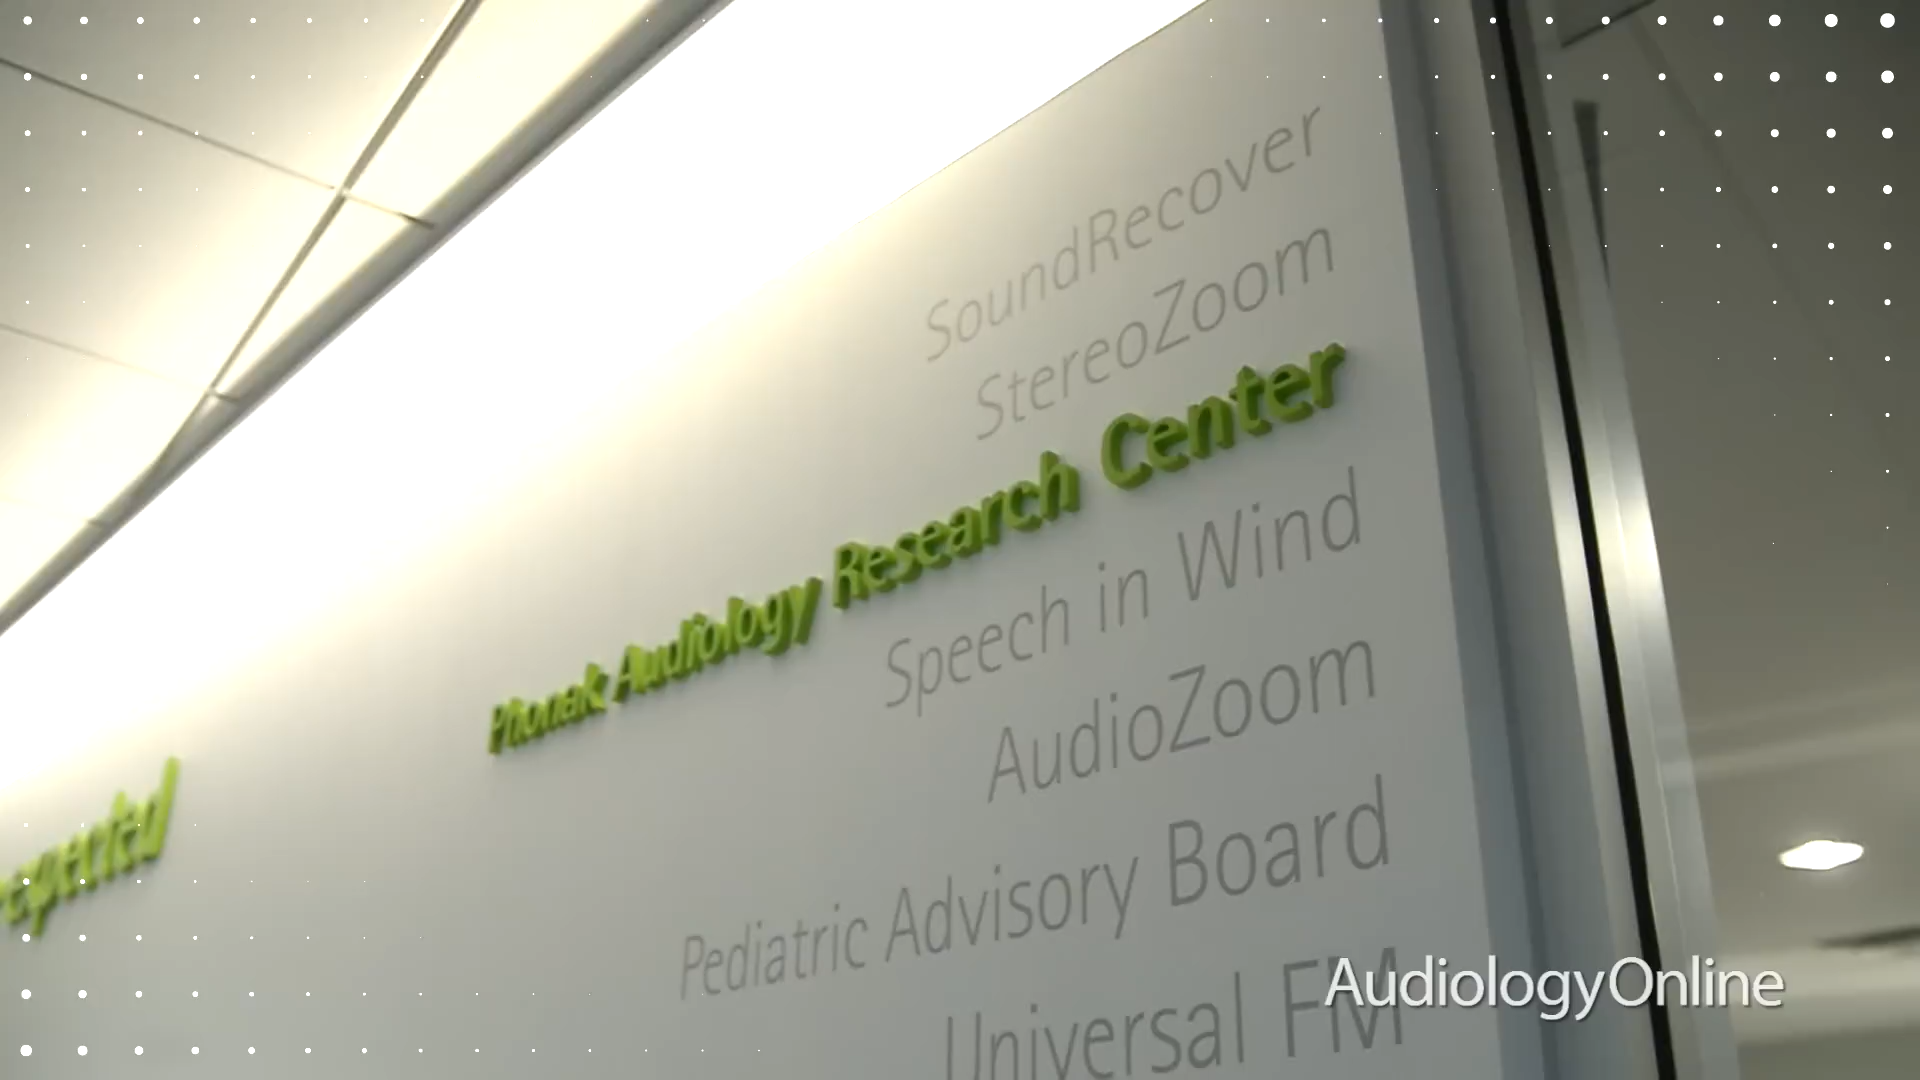 SoundRecover
StereoZoom
Phonak Audiology Research Center
Speech in Wind
AudioZoom
Pediatric Advisory Board
Universal FM
AudiologyOnline